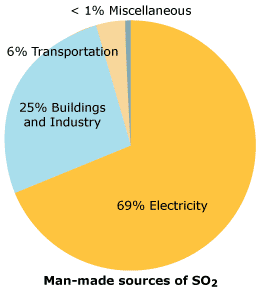 < 1% Miscellaneous
6% Transportation
25% Buildings
and Industry
69% Electricity
Man-made sources of SO₂